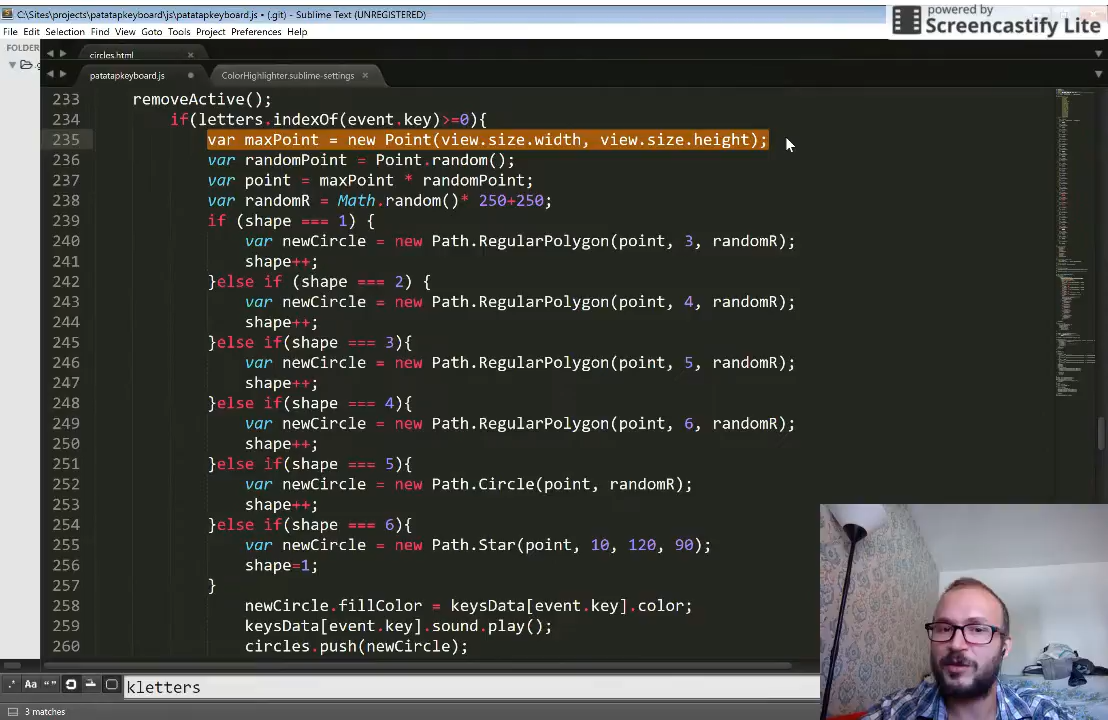 C:\Sites\projects\patatapkeyboard\js\patatapkeyboard.js • (.git) - Sublime Text (UNREGISTERED)
powered by
Screencastify Lite
File Edit Selection Find View Goto Tools Project Preferences Help
FOLDER
circles.html
patatapkeyboard.js
ColorHighlighter.sublime-settings
233 removeActive();
234 if(letters.indexOf(event.key)>=0){
235 var maxPoint = new Point(view.size.width, view.size.height);
236 var randomPoint = Point.random();
237 var point = maxPoint * randomPoint;
238 var randomR = Math.random()* 250+250;
239 if (shape === 1) {
240 var newCircle = new Path.RegularPolygon(point, 3, randomR);
241 shape++;
242 }else if (shape === 2) {
243 var newCircle = new Path.RegularPolygon(point, 4, randomR);
244 shape++;
245 }else if(shape === 3){
246 var newCircle = new Path.RegularPolygon(point, 5, randomR);
247 shape++;
248 }else if(shape === 4){
249 var newCircle = new Path.RegularPolygon(point, 6, randomR);
250 shape++;
251 }else if(shape === 5){
252 var newCircle = new Path.Circle(point, randomR);
253 shape++;
254 }else if(shape === 6){
255 var newCircle = new Path.Star(point, 10, 120, 90);
256 shape=1;
257 }
258 newCircle.fillColor = keysData[event.key].color;
259 keysData[event.key].sound.play();
260 circles.push(newCircle);
.* Aa “” kletters
3 matches